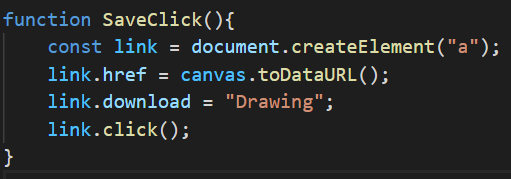 function SaveClick(){
    const link = document.createElement("a");
    link.href = canvas.toDataURL();
    link.download = "Drawing";
    link.click();
}